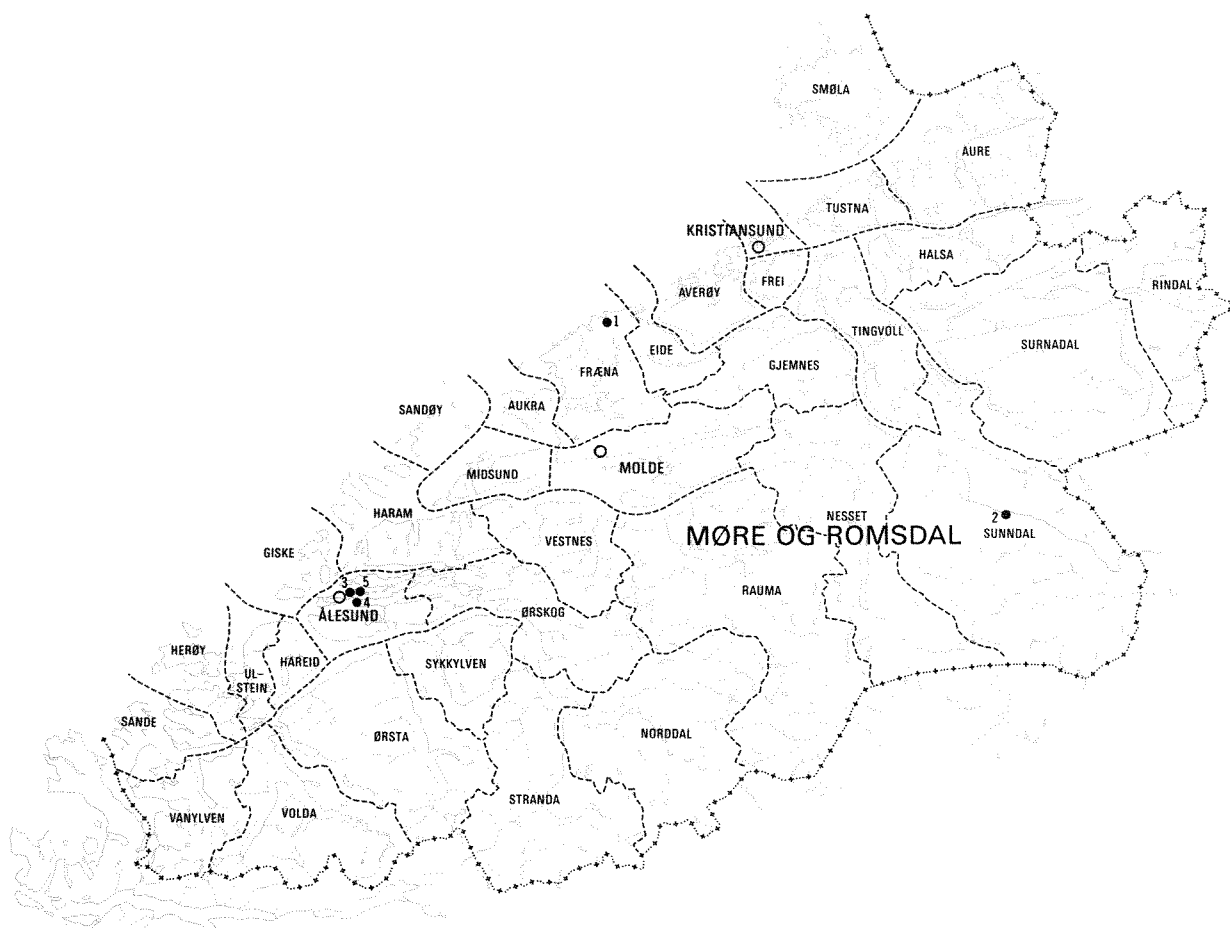 SMØLA
AURE
TUSTNA
KRISTIANSUND
HALSA
FREI
RINDAL
AVERØY
1
TINGVOLL
EIDE
SURNADAL
GJEMNES
FRÆNA
AUKRA
SANDØY
MOLDE
MIDSUND
HARAM
NESSET
2
SUNNDAL
VESTNES
MØRE OG ROMSDAL
GISKE
3
5
RAUMA
4
ÅLESUND
ØRSKOG
HERØY
HAREID
SYKKYLVEN
UL-
STEIN
SANDE
ØRSTA
NORDDAL
STRANDA
VANYLVEN
VOLDA